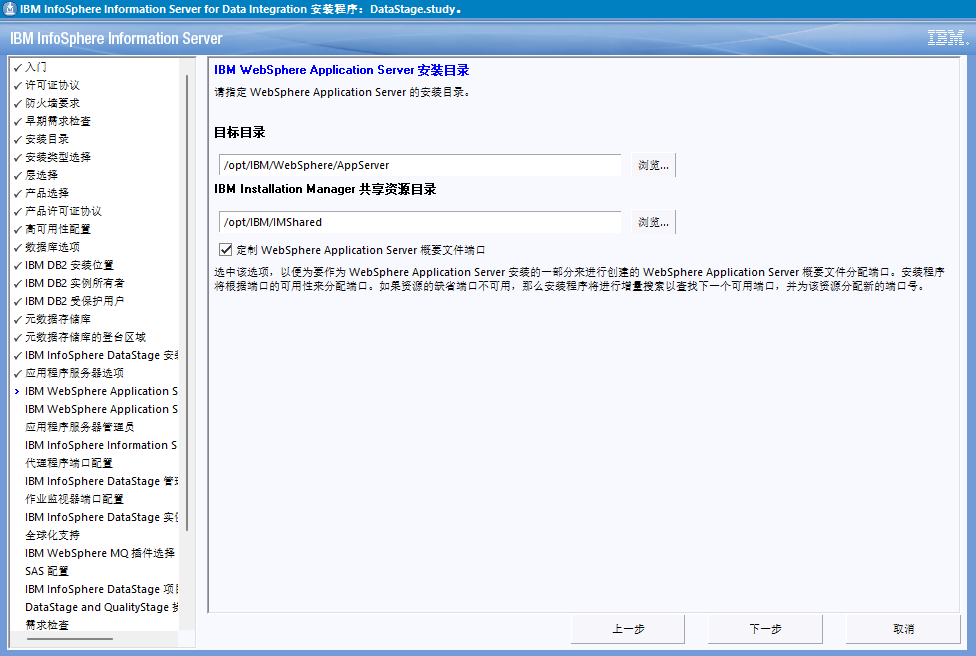 IBM InfoSphere Information Server for Data Integration 安装程序：DataStage.study。
IBM InfoSphere Information Server
IBM.
入门
许可证协议
防火墙要求
早期需求检查
安装目录
安装类型选择
层选择
产品选择
产品许可证协议
高可用性配置
数据库选项
IBM DB2 安装位置
IBM DB2 实例所有者
IBM DB2 受保护用户
元数据存储库
元数据存储库的登台区域
IBM InfoSphere DataStage 安装
应用程序服务器选项
IBM WebSphere Application S
IBM WebSphere Application S
应用程序服务器管理员
IBM InfoSphere Information S
代理程序端口配置
IBM InfoSphere DataStage 管理
作业监视器端口配置
IBM InfoSphere DataStage 实例
全球化支持
IBM WebSphere MQ 插件选择
SAS 配置
IBM InfoSphere DataStage 项目
DataStage and QualityStage
需求检查
IBM WebSphere Application Server 安装目录
请指定 WebSphere Application Server 的安装目录。
目标目录
/opt/IBM/WebSphere/AppServer 浏览...
IBM Installation Manager 共享资源目录
/opt/IBM/IMShared 浏览...
定制 WebSphere Application Server 概要文件端口
选中该选项，以便为要作为 WebSphere Application Server 安装的一部分来进行创建的 WebSphere Application Server 概要文件分配端口。安装程序
将根据端口的可用性来分配端口。如果资源的缺省端口不可用，那么安装程序将进行增量搜索以查找下一个可用端口，并为该资源分配新的端口号。
上一步 下一步 取消